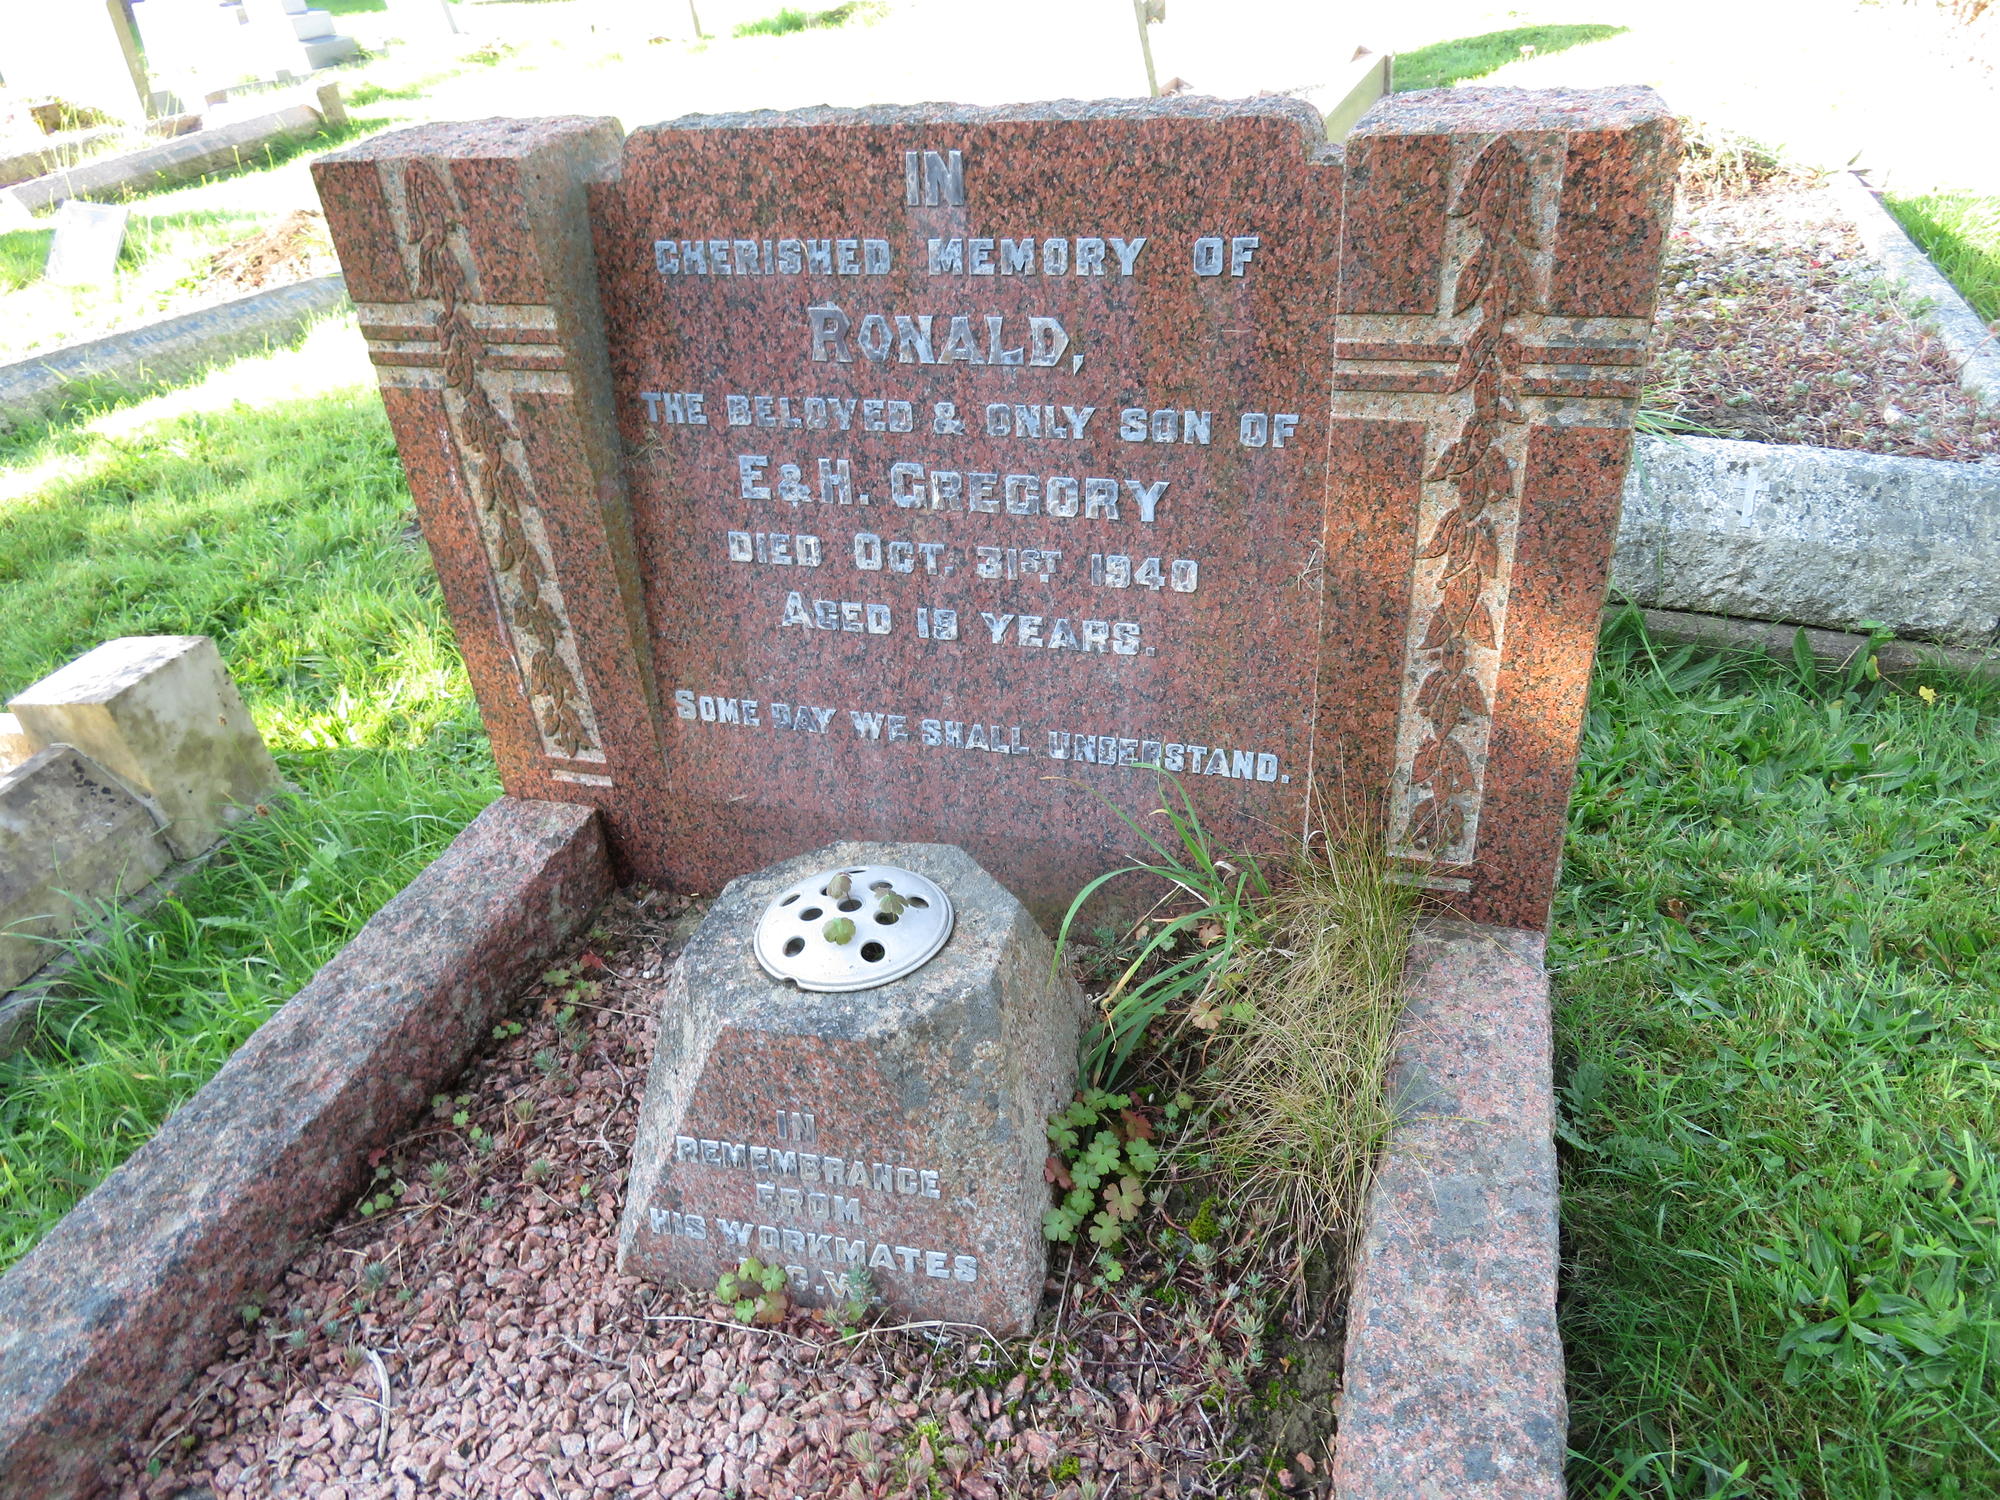 IN
CHERISHED MEMORY OF
RONALD,
THE BELOVED & ONLY SON OF
E & H. GREGORY
DIED OCT. 31ST 1940
AGED 19 YEARS.
SOME DAY WE SHALL UNDERSTAND.
IN
REMEMBRANCE
FROM
HIS WORKMATES